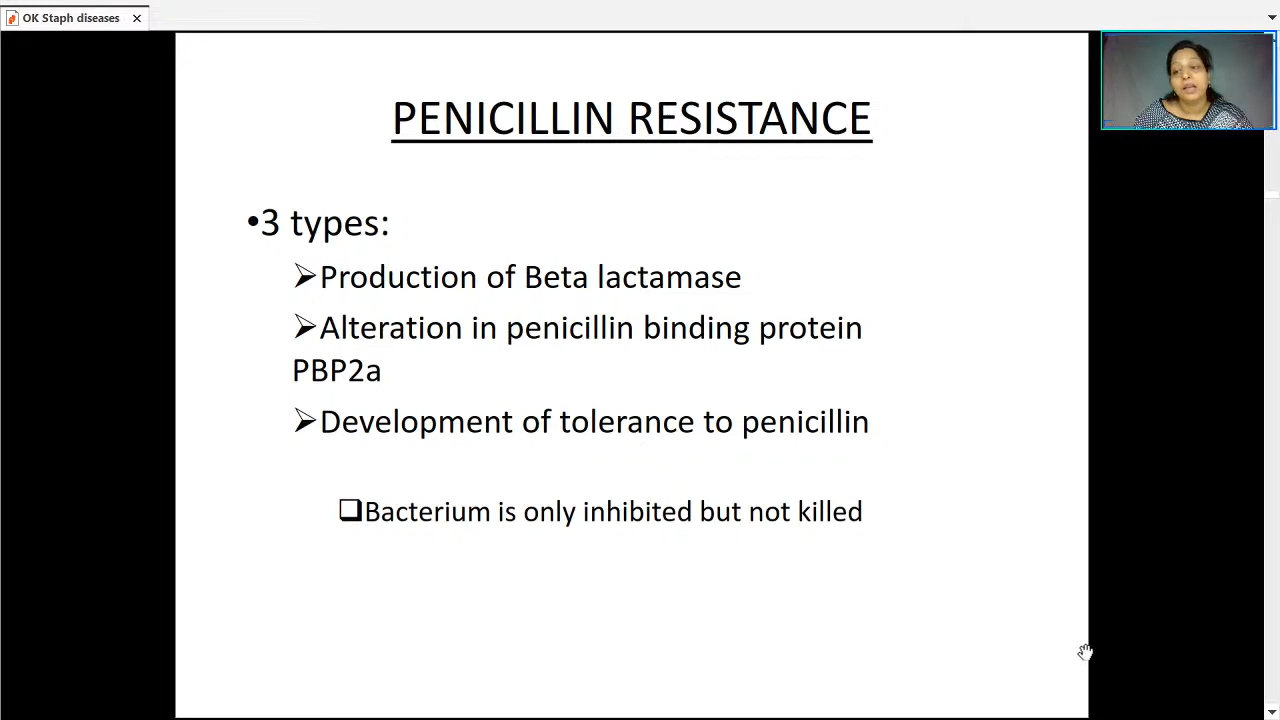 OK Staph diseases
PENICILLIN RESISTANCE
•3 types:
➢Production of Beta lactamase
➢Alteration in penicillin binding protein
PBP2a
➢Development of tolerance to penicillin
❑Bacterium is only inhibited but not killed